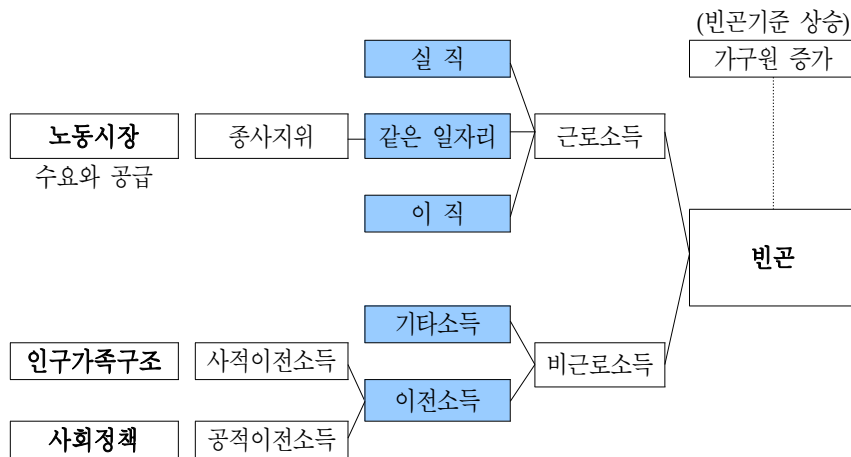 (빈곤기준 상승)
실 직
가구원 증가
노동시장
종사지위
같은 일자리
근로소득
수요와 공급
이 직
빈곤
기타소득
인구가족구조
사적이전소득
비근로소득
이전소득
사회정책
공적이전소득